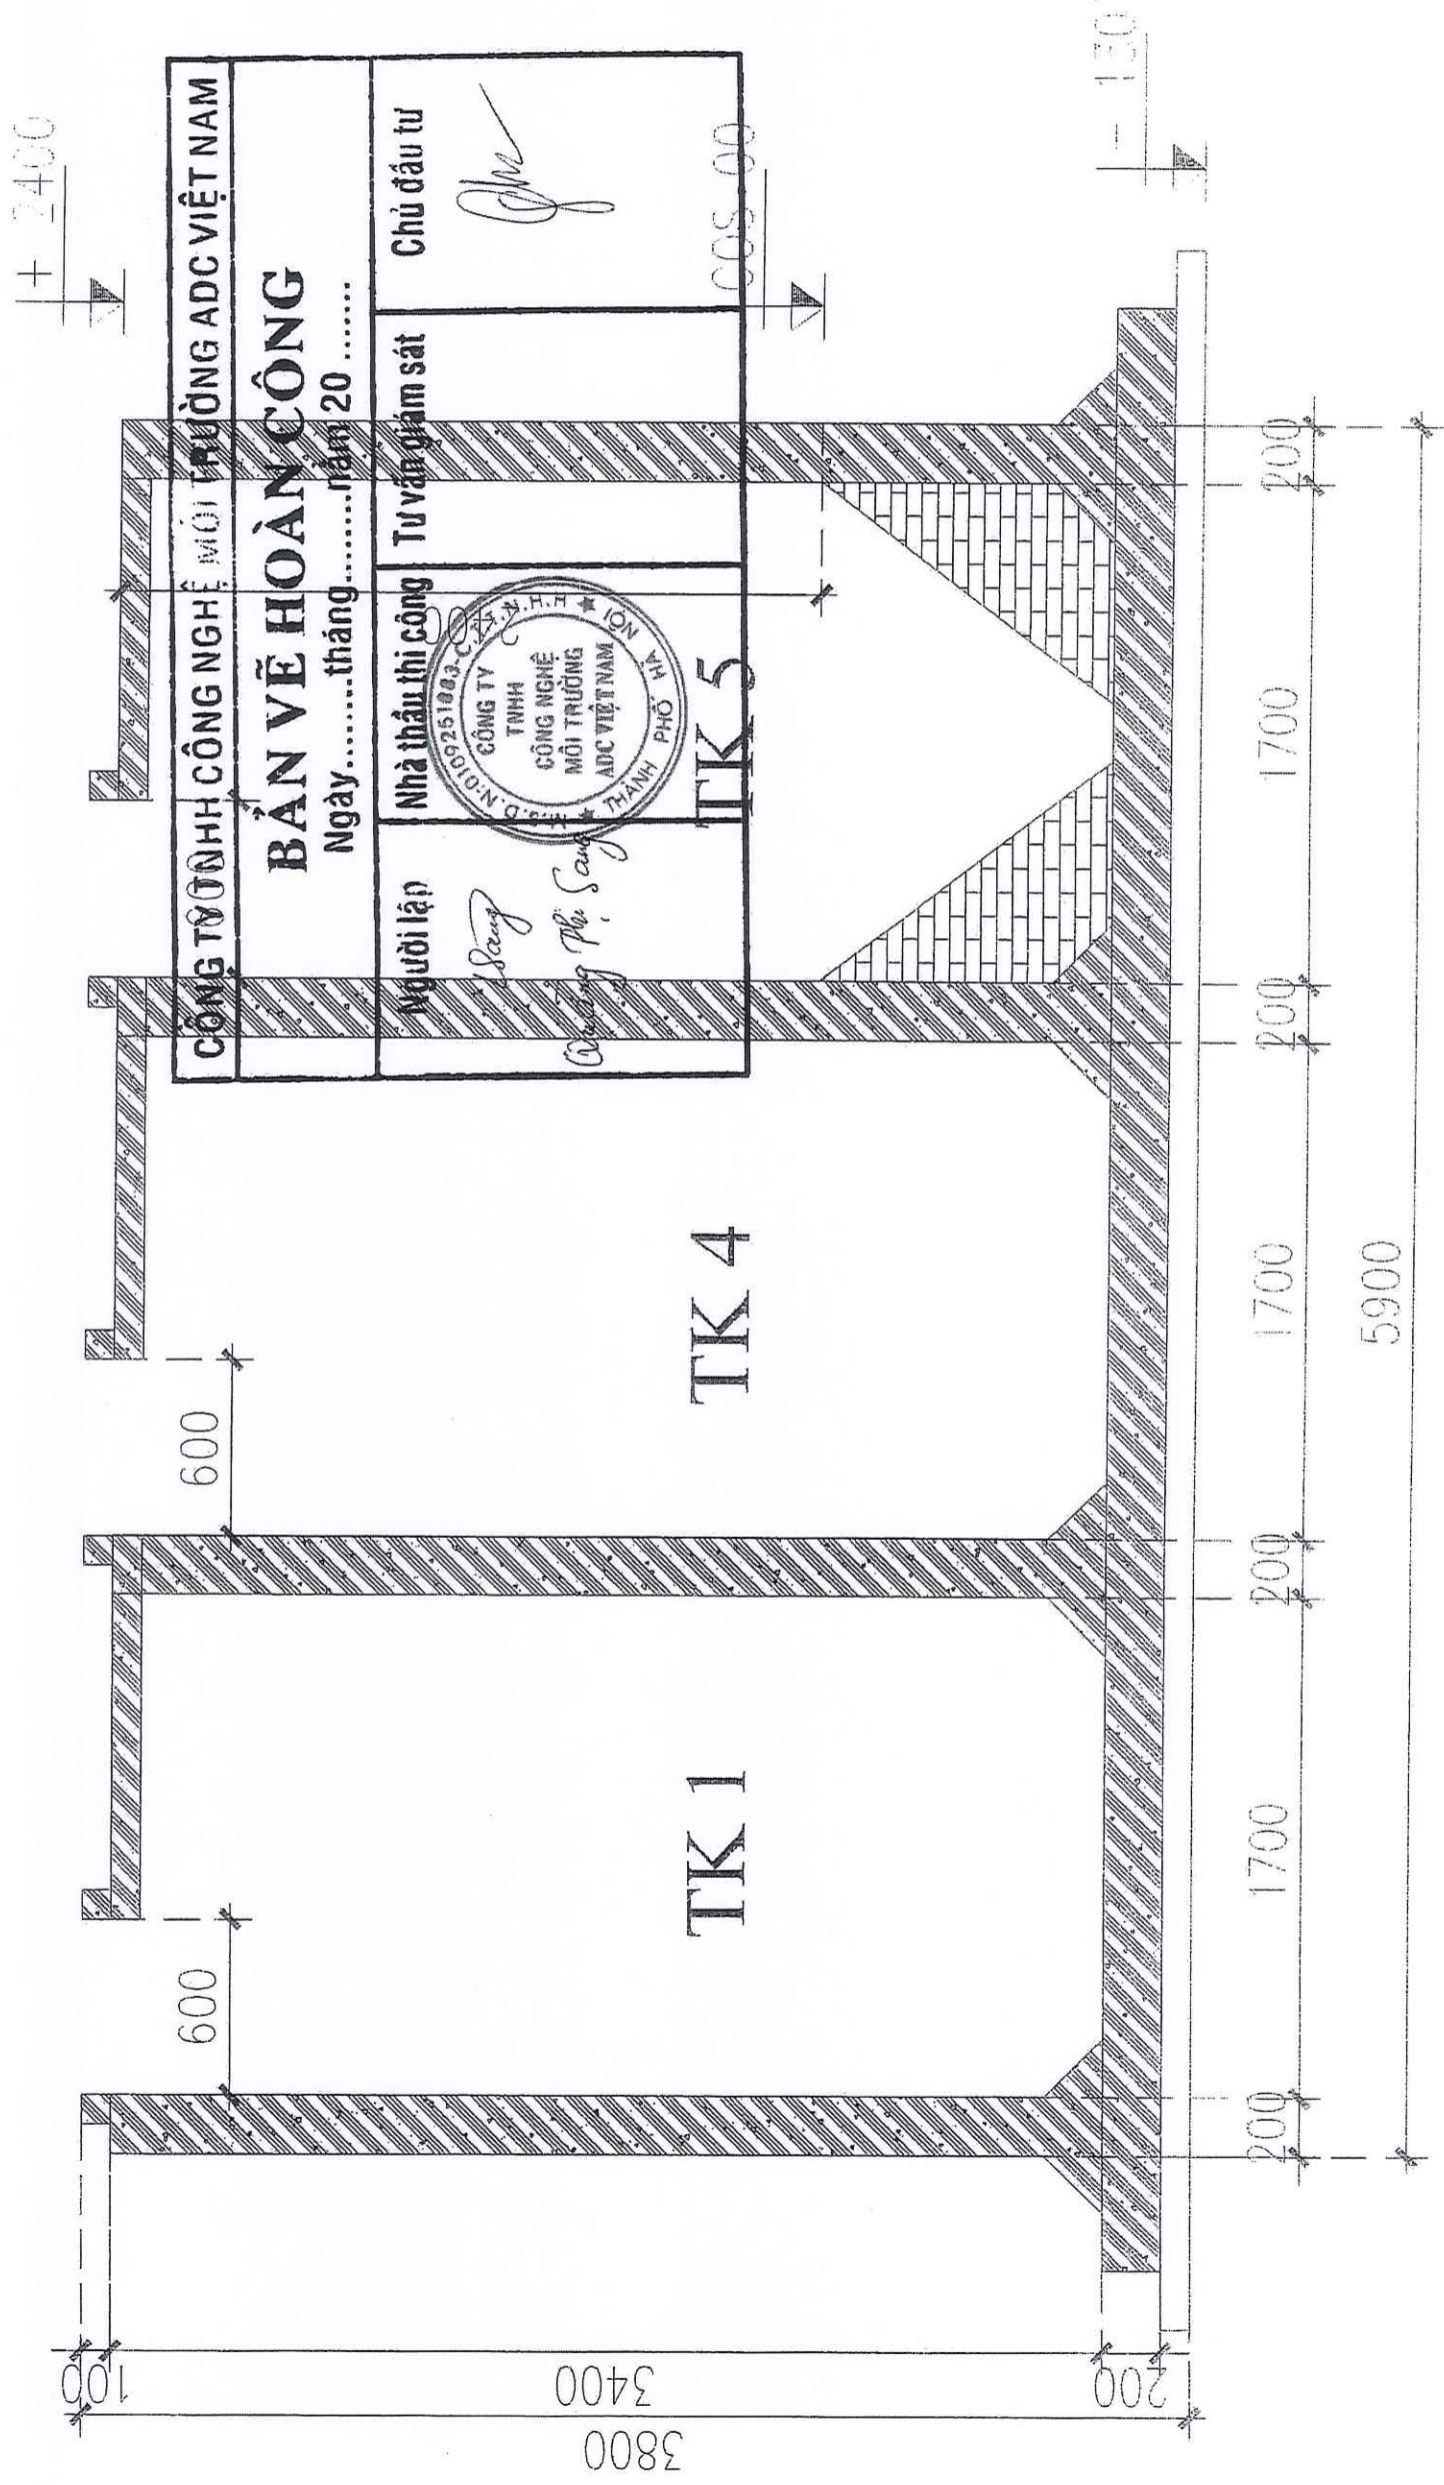 + 2400
CÔNG TY TNHH CÔNG NGHỆ MÔI TRƯỜNG ADC VIỆT NAM
BẢN VẼ HOÀN CÔNG
Ngày........tháng.........năm 20.......
Người lập
Nhà thầu thi công
Tư vấn giám sát
Chủ đầu tư
CÔNG TY
TNHH
CÔNG NGHỆ
MÔI TRƯỜNG
ADC VIỆT NAM
THÀNH PHỐ HÀ NỘI
COS 00
600
600
TK 1
TK 4
TK 5
100
3400
200
3800
200
1700
200
1700
200
1700
200
5900